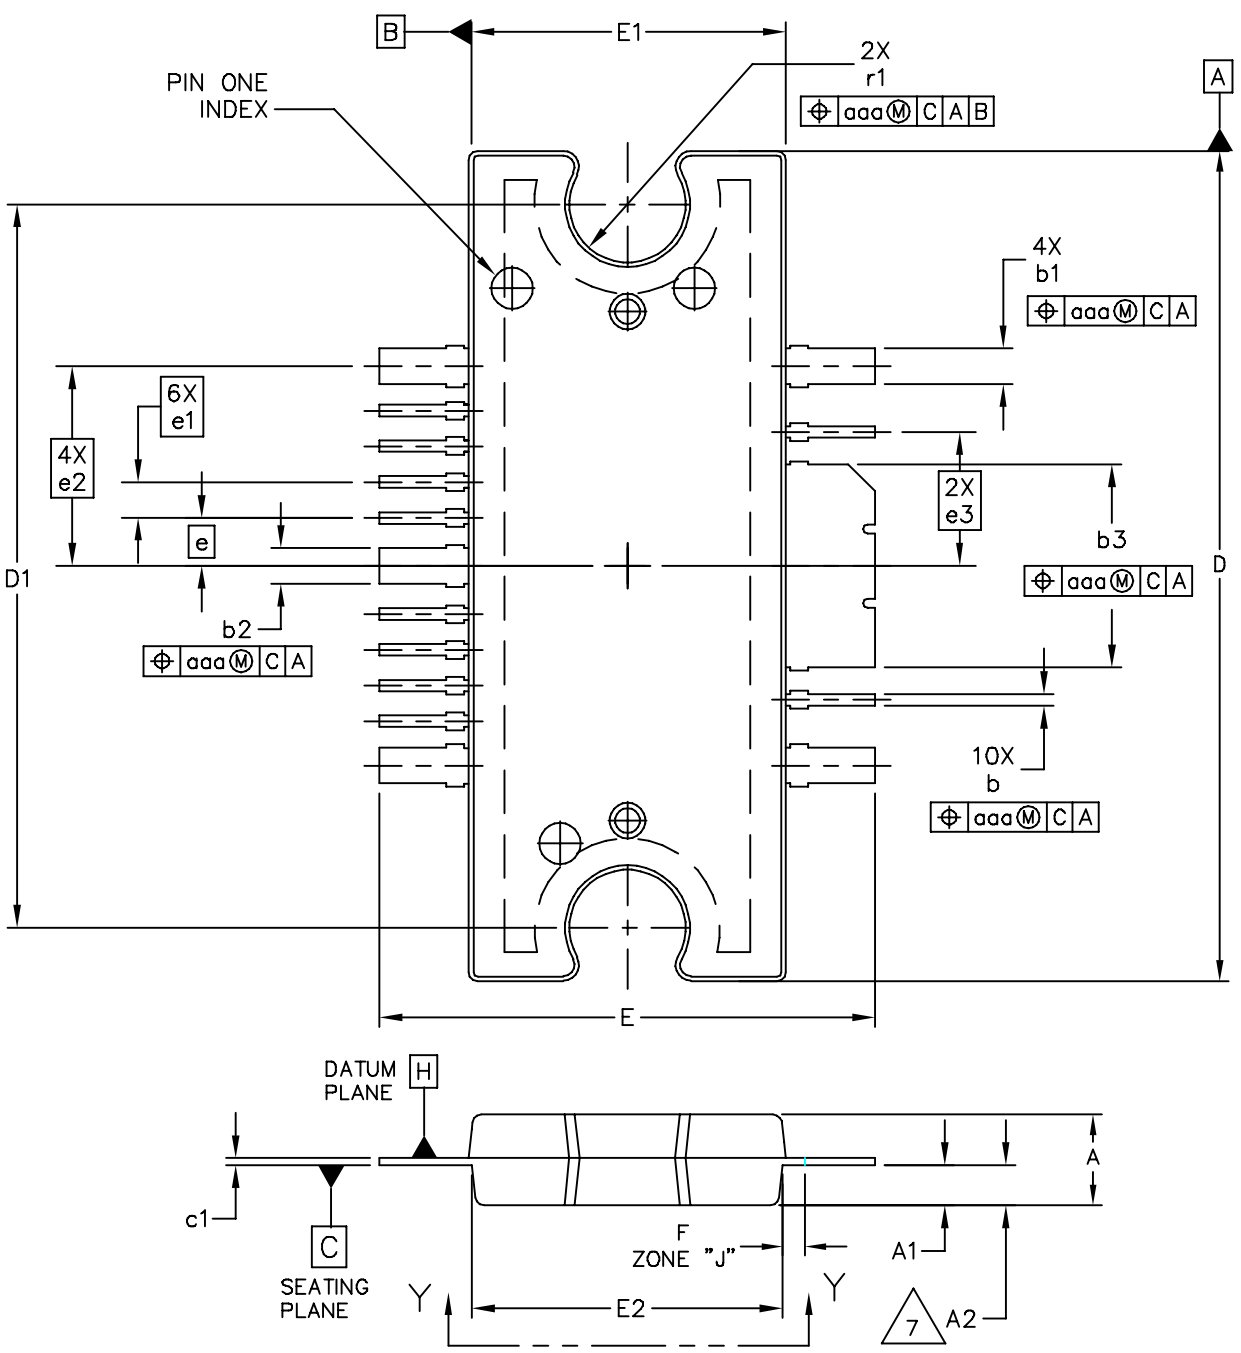 B
E1
2X
r1
⌖ aaa Ⓜ C A B
A
PIN ONE
INDEX
4X
b1
⌖ aaa Ⓜ C A
6X
e1
4X
e2
2X
e3
e
b3
⌖ aaa Ⓜ C A
D1
D
b2
⌖ aaa Ⓜ C A
10X
b
⌖ aaa Ⓜ C A
E
DATUM
PLANE
H
A
c1
C
SEATING
PLANE
F
ZONE "J"
A1
Y
Y
E2
7
A2